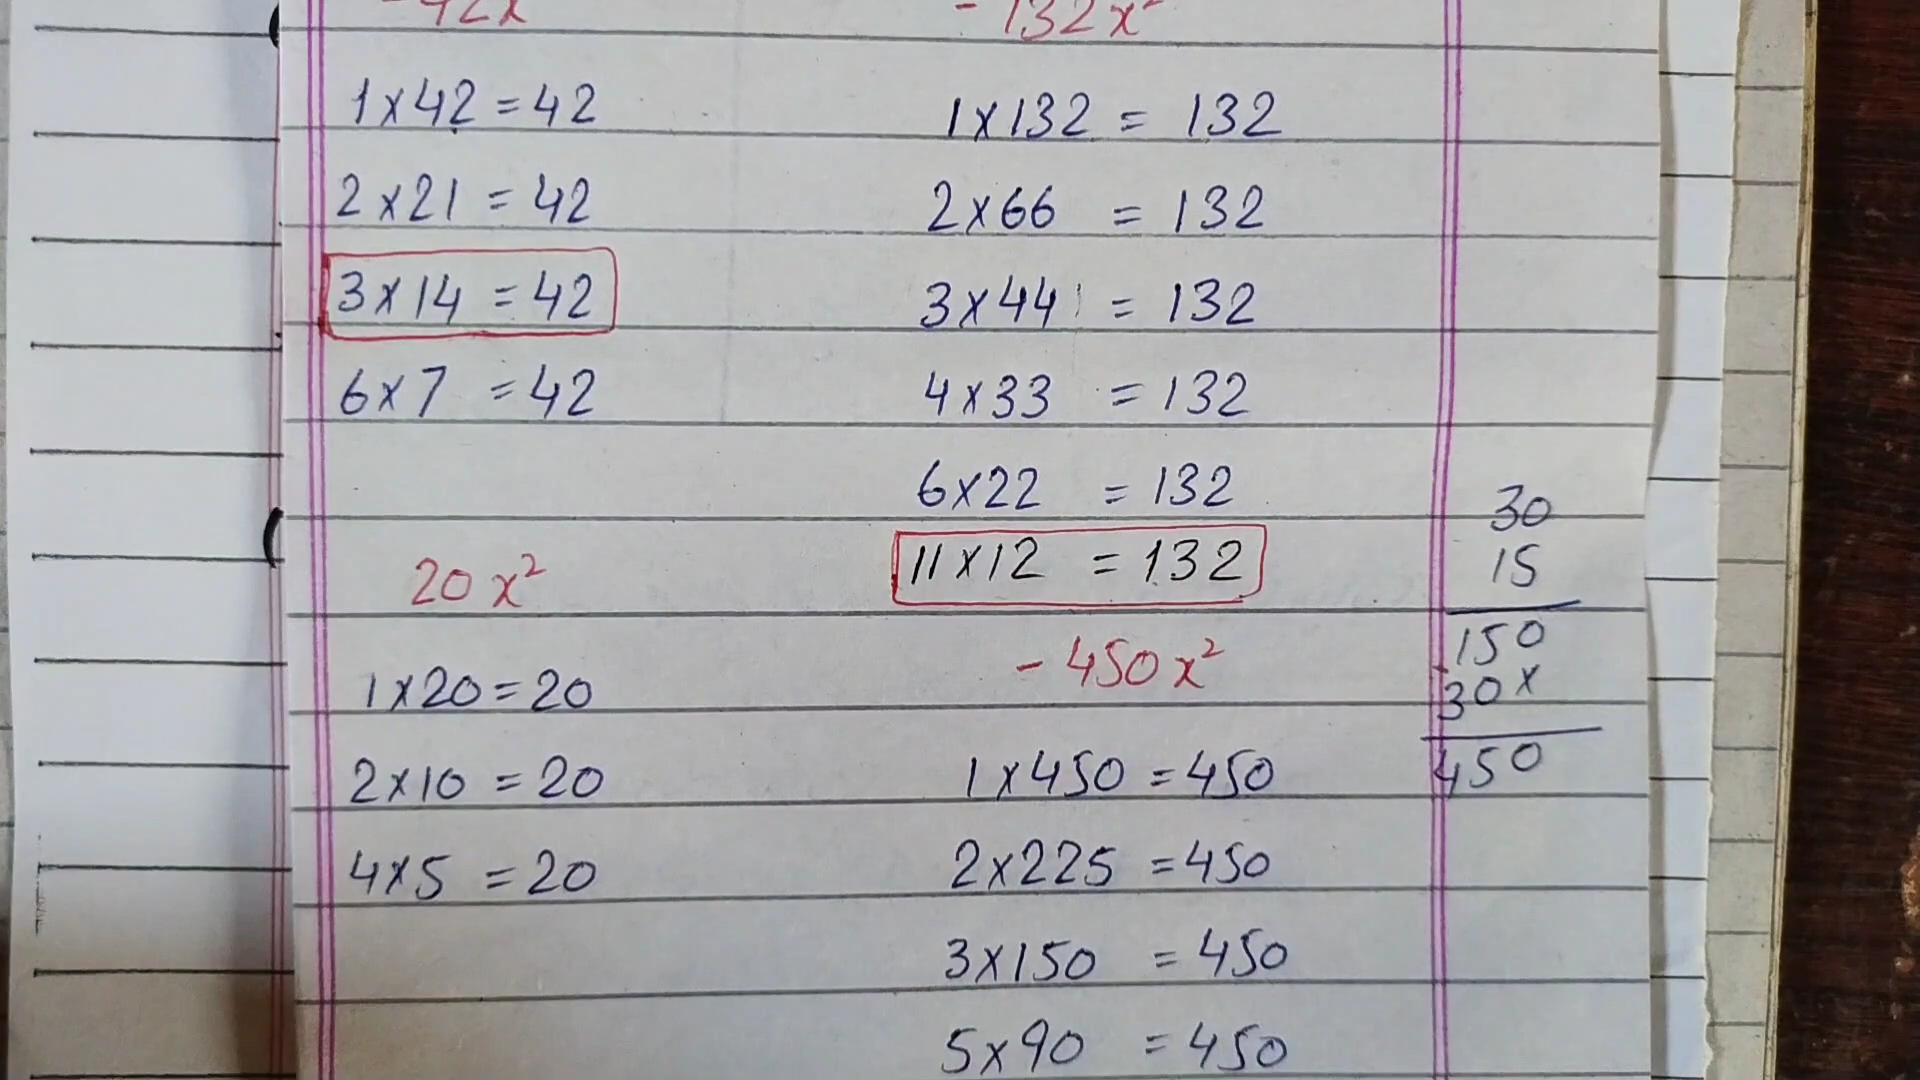 -42x
1x42=42
2x21=42
3x14=42
6x7=42
20x²
1x20=20
2x10=20
4x5=20
-132x²
1x132=132
2x66=132
3x44=132
4x33=132
6x22=132
11x12=132
-450x²
1x450=450
2x225=450
3x150=450
5x90=450
30
15
150
30x
450